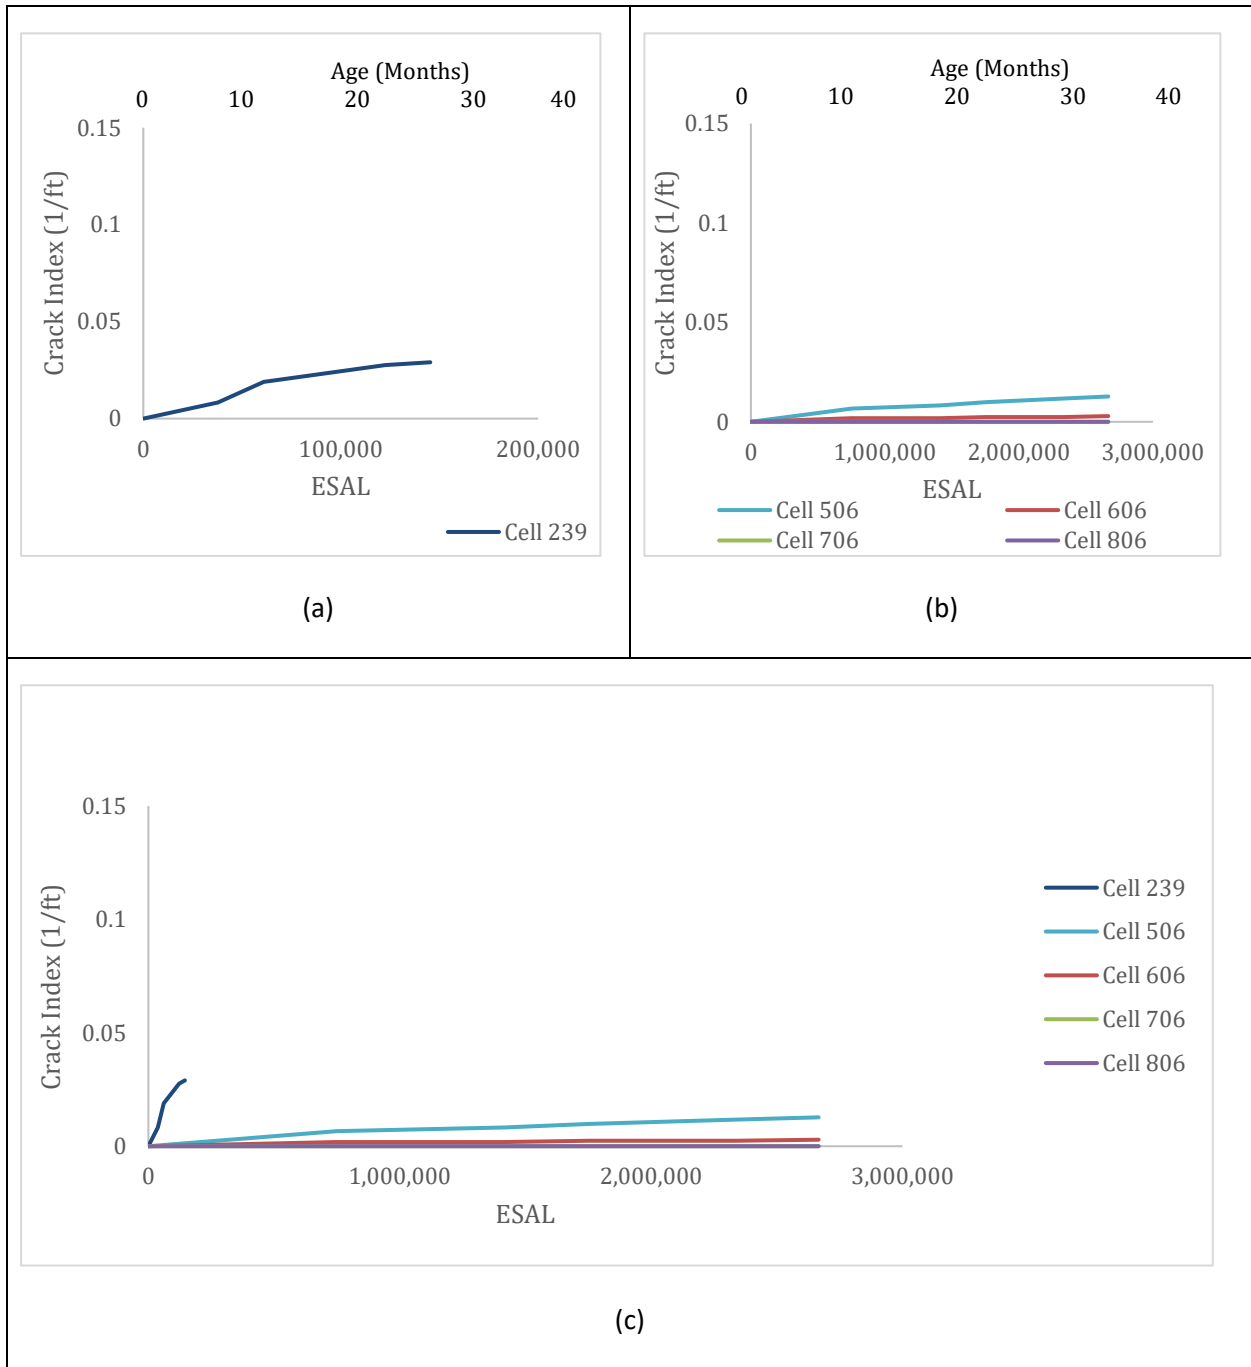 Age (Months)
0 10 20 30 40
0.15
0.1
0.05
0
Crack Index (1/ft)
0 100,000 200,000
ESAL
Cell 239
(a)
Age (Months)
0 10 20 30 40
0.15
0.1
0.05
0
Crack Index (1/ft)
0 1,000,000 2,000,000 3,000,000
ESAL
Cell 506 Cell 606
Cell 706 Cell 806
(b)
0.15
0.1
0.05
0
Crack Index (1/ft)
0 1,000,000 2,000,000 3,000,000
ESAL
Cell 239
Cell 506
Cell 606
Cell 706
Cell 806
(c)